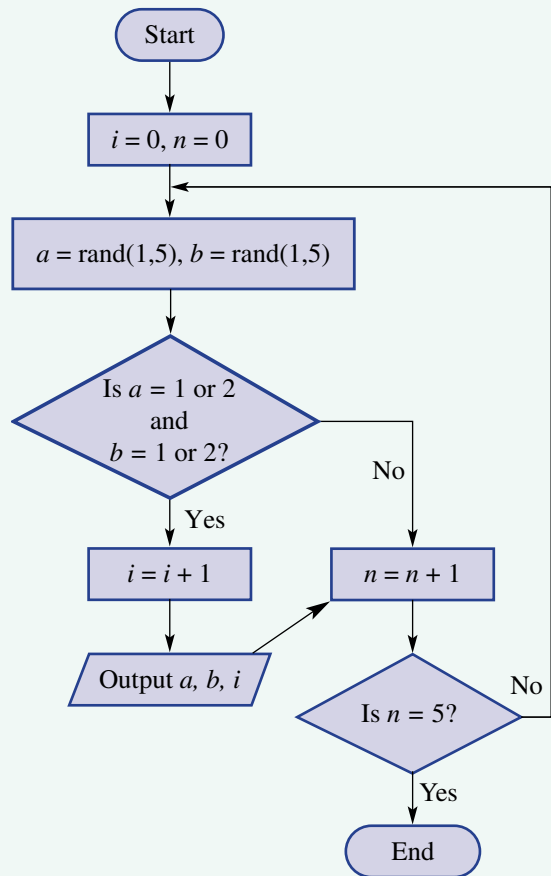 Start
i = 0, n = 0
a = rand(1,5), b = rand(1,5)
Is a = 1 or 2
and
b = 1 or 2?
No
Yes
i = i + 1
n = n + 1
Output a, b, i
Is n = 5?
No
Yes
End